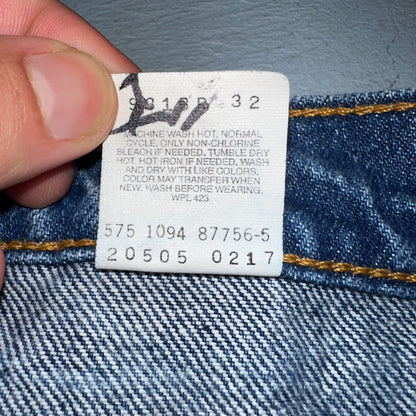 32
MACHINE WASH HOT, NORMAL
CYCLE, ONLY NON-CHLORINE
BLEACH IF NEEDED. TUMBLE DRY
HOT. HOT IRON IF NEEDED. WASH
AND DRY WITH LIKE COLORS.
COLOR MAY TRANSFER WHEN
NEW. WASH BEFORE WEARING.
WPL 423
575 1094 87756-5
20505 0217